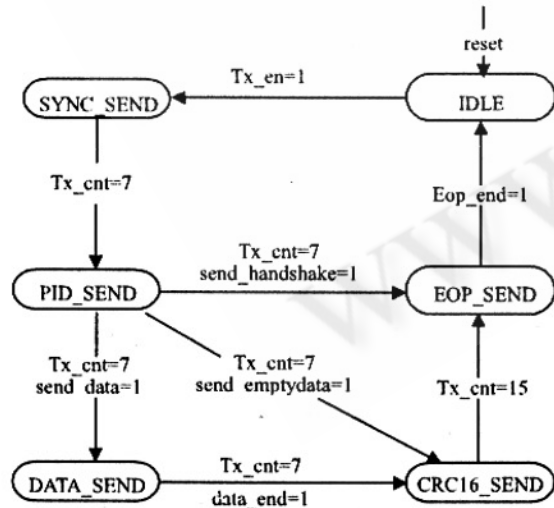 reset
Tx_en=1
SYNC_SEND
IDLE
Tx_cnt=7
Eop_end=1
Tx_cnt=7
send_handshake=1
PID_SEND
EOP_SEND
Tx_cnt=7
send_data=1
Tx_cnt=7
send_emptydata=1
Tx_cnt=15
DATA_SEND
Tx_cnt=7
data_end=1
CRC16_SEND